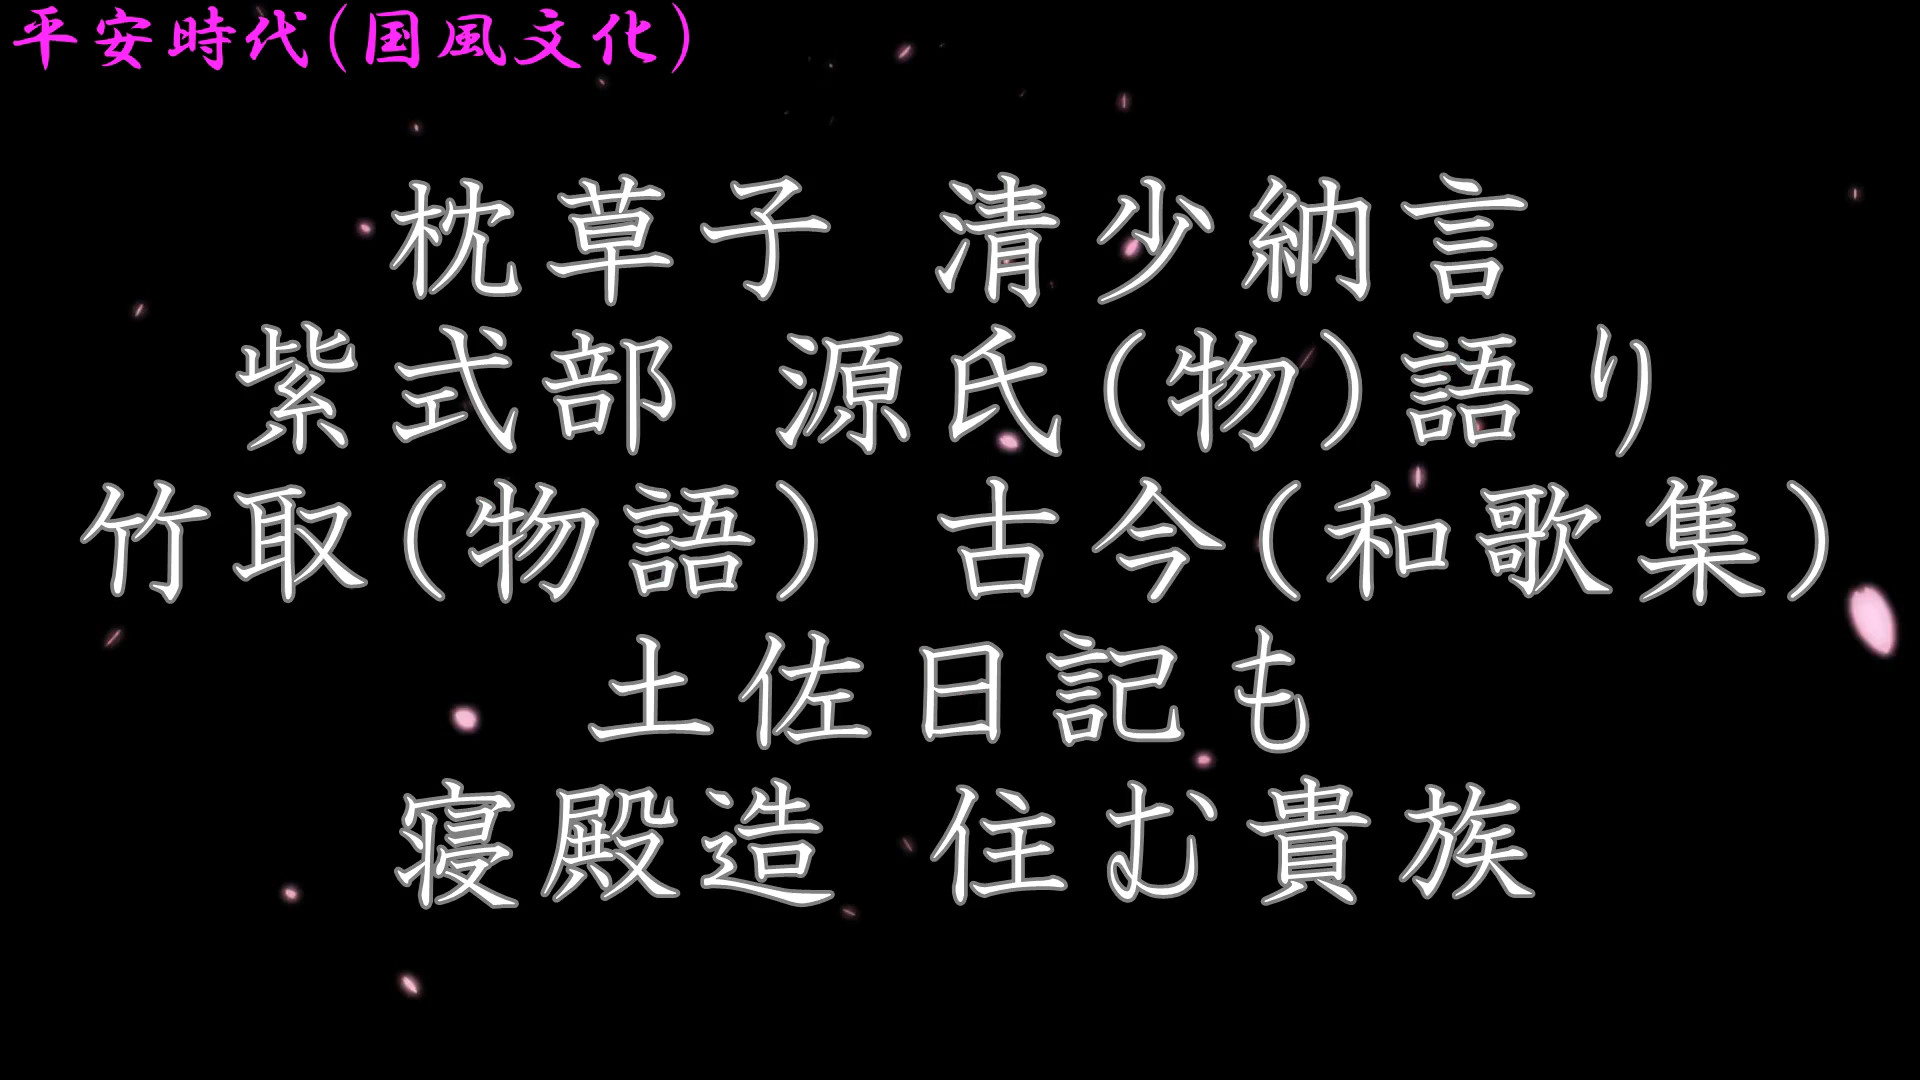 平安時代(国風文化)
枕草子 清少納言
紫式部 源氏(物)語り
竹取(物語) 古今(和歌集)
土佐日記も
寝殿造 住む貴族